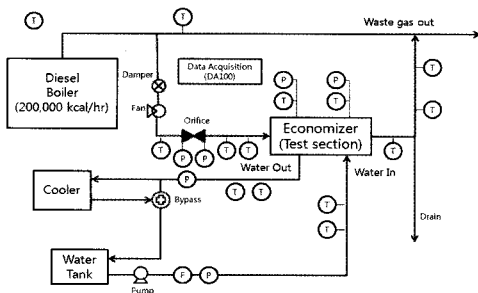 T
T
Waste gas out
Diesel
Boiler
(200,000 kcal/hr)
Damper
Data Acquisition
(DA100)
Fan
Orifice
P
T
P
T
T
T
Economizer
(Test section)
T
P
P
T
T
T
Water Out
Water In
Cooler
P
T
T
Bypass
T
T
Drain
Water
Tank
Pump
F
P